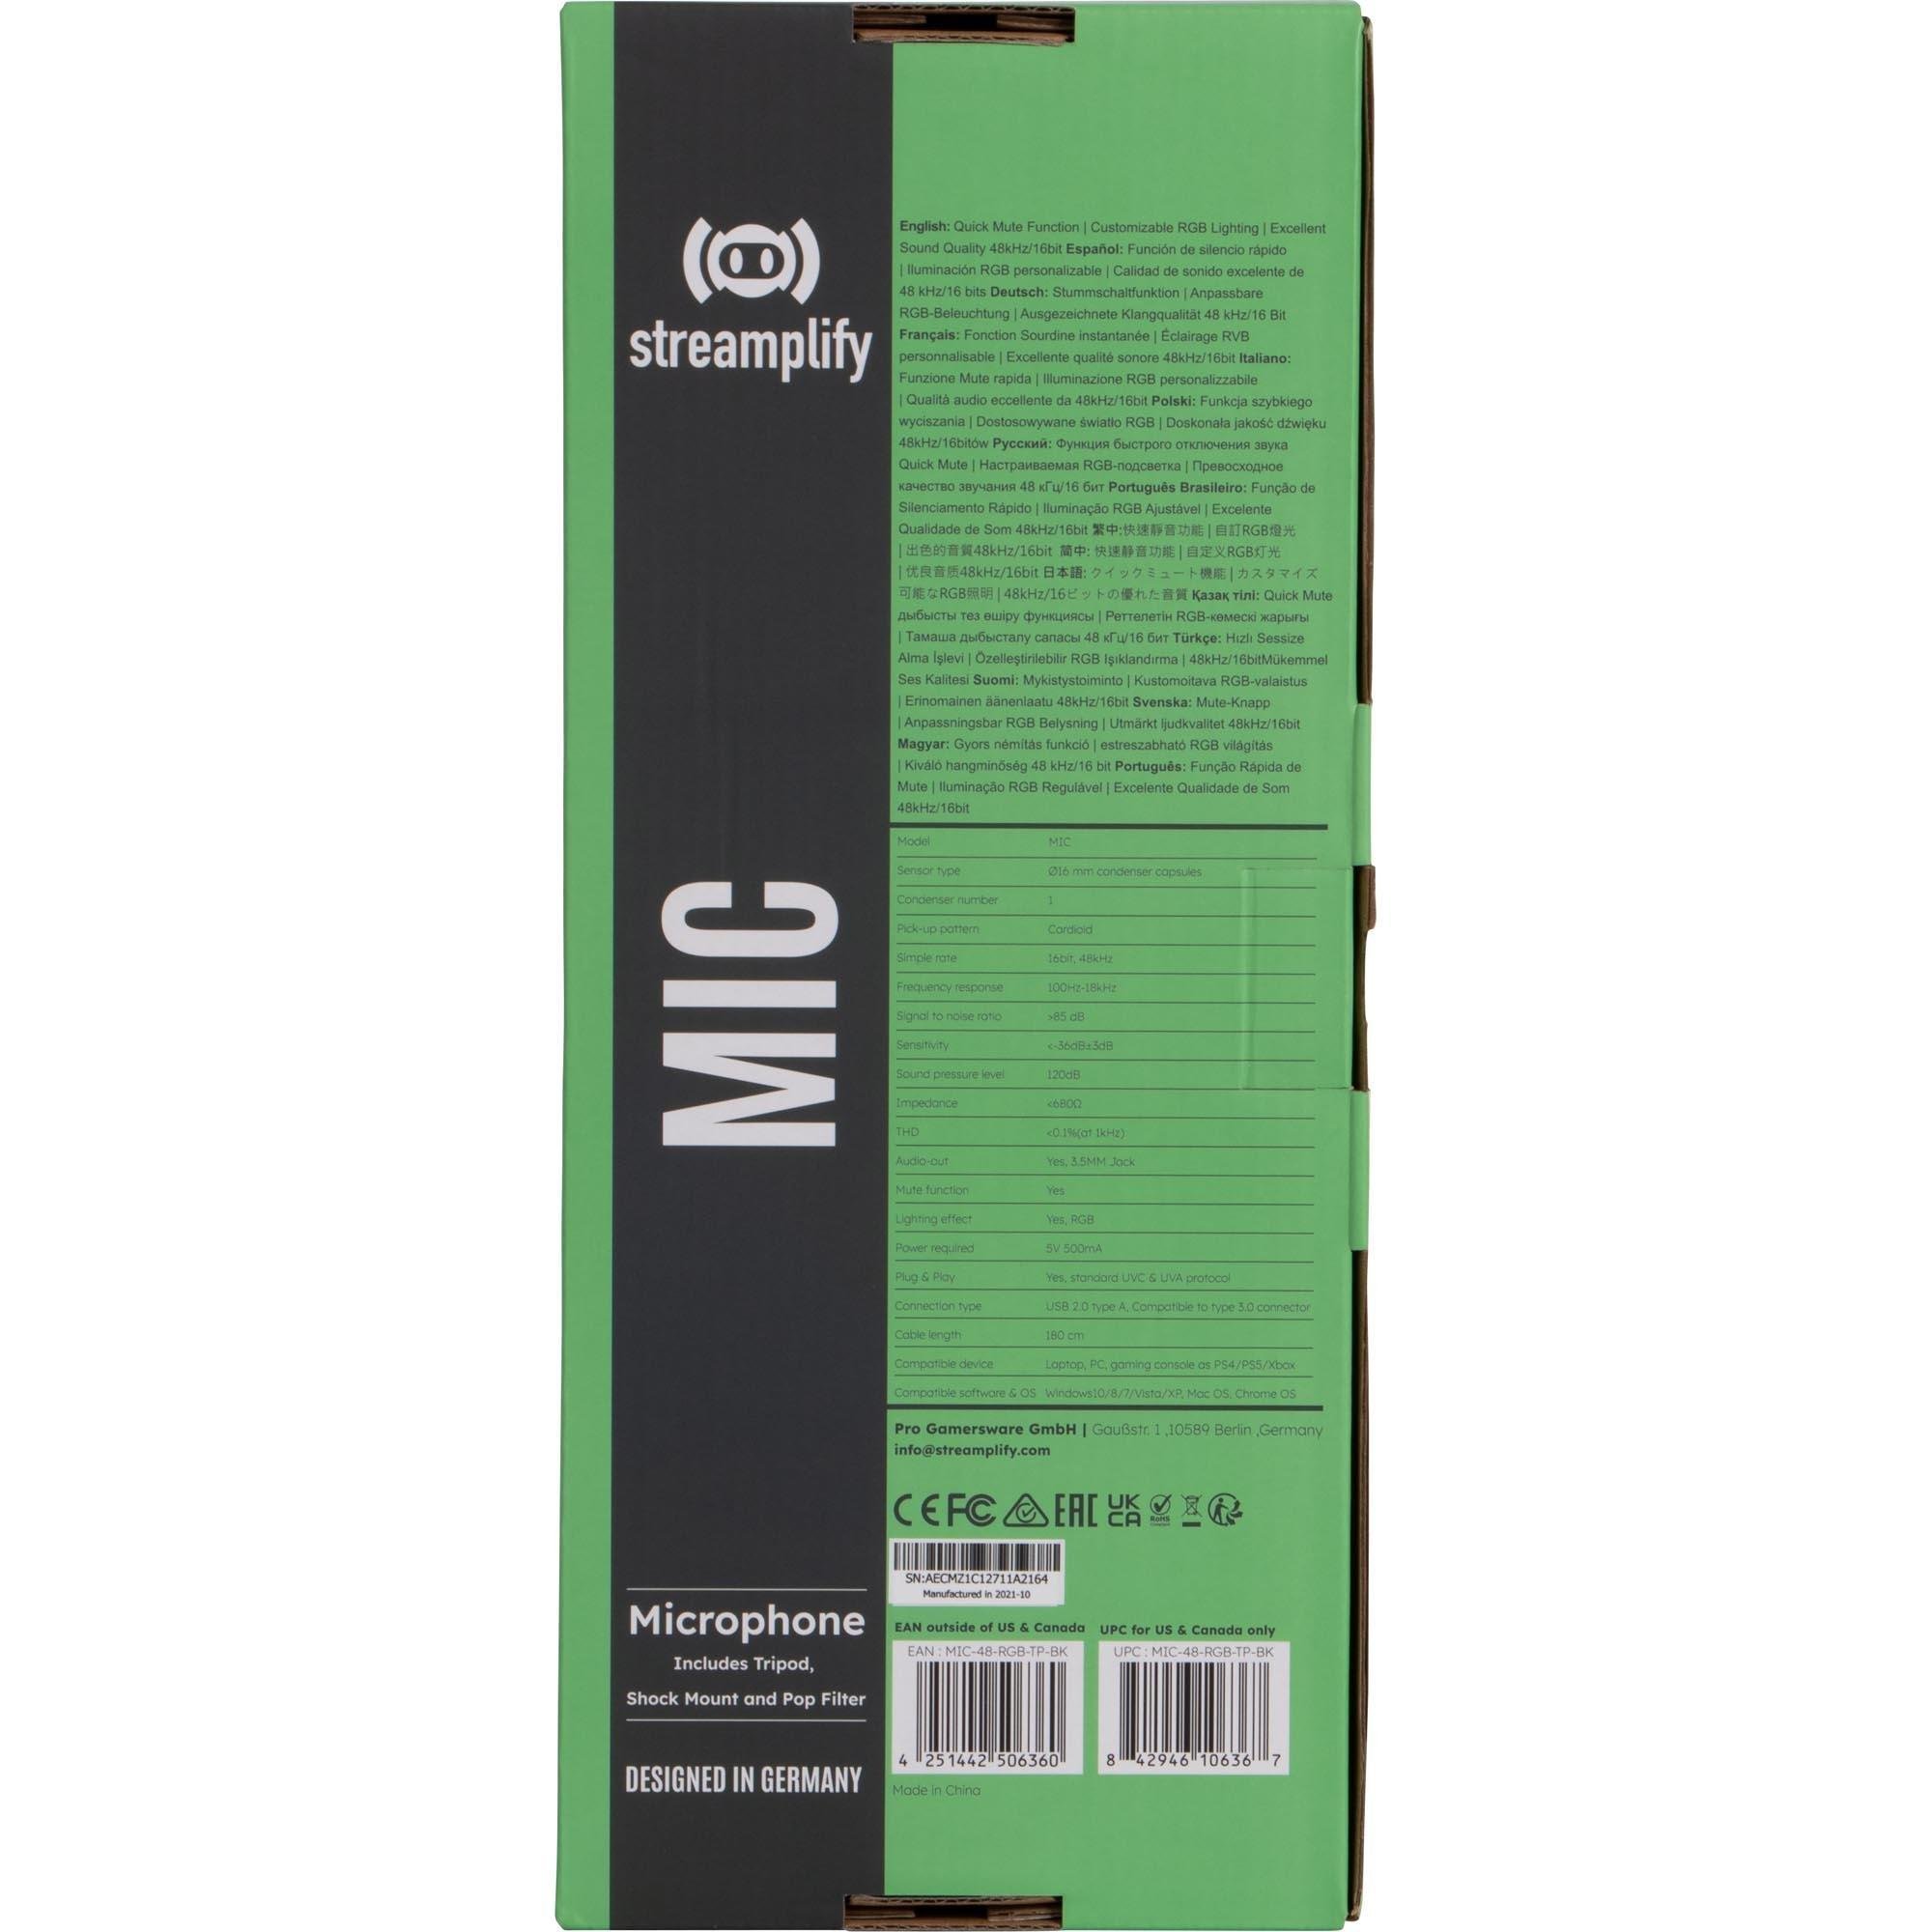 streamplify
MIC
Microphone
Includes Tripod,
Shock Mount and Pop Filter
DESIGNED IN GERMANY
English: Quick Mute Function | Customizable RGB Lighting | Excellent
Sound Quality 48kHz/16bit Español: Función de silencio rápido
| Iluminación RGB personalizable | Calidad de sonido excelente de
48 kHz/16 bits Deutsch: Stummschaltfunktion | Anpassbare
RGB-Beleuchtung | Ausgezeichnete Klangqualität 48 kHz/16 Bit
Français: Fonction Sourdine instantanée | Éclairage RVB
personnalisable | Excellente qualité sonore 48kHz/16bit Italiano:
Funzione Mute rapida | Illuminazione RGB personalizzabile
| Qualità audio eccellente da 48kHz/16bit Polski: Funkcja szybkiego
wyciszania | Dostosowywane światło RGB | Doskonała jakość dźwięku
48kHz/16bitów Русский: Функция быстрого отключения звука
Quick Mute | Настраиваемая RGB-подсветка | Превосходное
качество звучания 48 кГц/16 бит Português Brasileiro: Função de
Silenciamento Rápido | Iluminação RGB Ajustável | Excelente
Qualidade de Som 48kHz/16bit 繁中:快速靜音功能 | 自訂RGB燈光
| 出色的音質48kHz/16bit 简中: 快速静音功能 | 自定义RGB灯光
| 优良音质48kHz/16bit 日本語: クイックミュート機能 | カスタマイズ
可能なRGB照明 | 48kHz/16ビットの優れた音質 Қазақ тілі: Quick Mute
дыбысты тез өшіру функциясы | Реттелетін RGB-көмескі жарығы
| Тамаша дыбысталу сапасы 48 кГц/16 бит Türkçe: Hızlı Sessize
Alma İşlevi | Özelleştirilebilir RGB Işıklandırma | 48kHz/16bitMükemmel
Ses Kalitesi Suomi: Mykistystoiminto | Kustomoitava RGB-valaistus
| Erinomainen äänenlaatu 48kHz/16bit Svenska: Mute-Knapp
| Anpassningsbar RGB Belysning | Utmärkt ljudkvalitet 48kHz/16bit
Magyar: Gyors némítás funkció | estreszabható RGB világítás
| Kiváló hangminőség 48 kHz/16 bit Português: Função Rápida de
Mute | Iluminação RGB Regulável | Excelente Qualidade de Som
48kHz/16bit
Model MIC
Sensor type Ø16 mm condenser capsules
Condenser number 1
Pick-up pattern Cardioid
Simple rate 16bit, 48kHz
Frequency response 100Hz-18kHz
Signal to noise ratio >85 dB
Sensitivity <-36dB±3dB
Sound pressure level 120dB
Impedance <680Ω
THD <0.1%(at 1kHz)
Audio-out Yes, 3.5MM Jack
Mute function Yes
Lighting effect Yes, RGB
Power required 5V 500mA
Plug & Play Yes, standard UVC & UVA protocol
Connection type USB 2.0 type A, Compatible to type 3.0 connector
Cable length 180 cm
Compatible device Laptop, PC, gaming console as PS4/PS5/Xbox
Compatible software & OS Windows10/8/7/Vista/XP, Mac OS, Chrome OS
Pro Gamersware GmbH | Gaußstr. 1 ,10589 Berlin ,Germany
info@streamplify.com
CE FC EAC UK CA RoHS
SN:AECMZ1C12711A2164
Manufactured in 2021-10
EAN outside of US & Canada UPC for US & Canada only
EAN : MIC-48-RGB-TP-BK UPC : MIC-48-RGB-TP-BK
4 251442 506360 8 42946 10636 7
Made in China